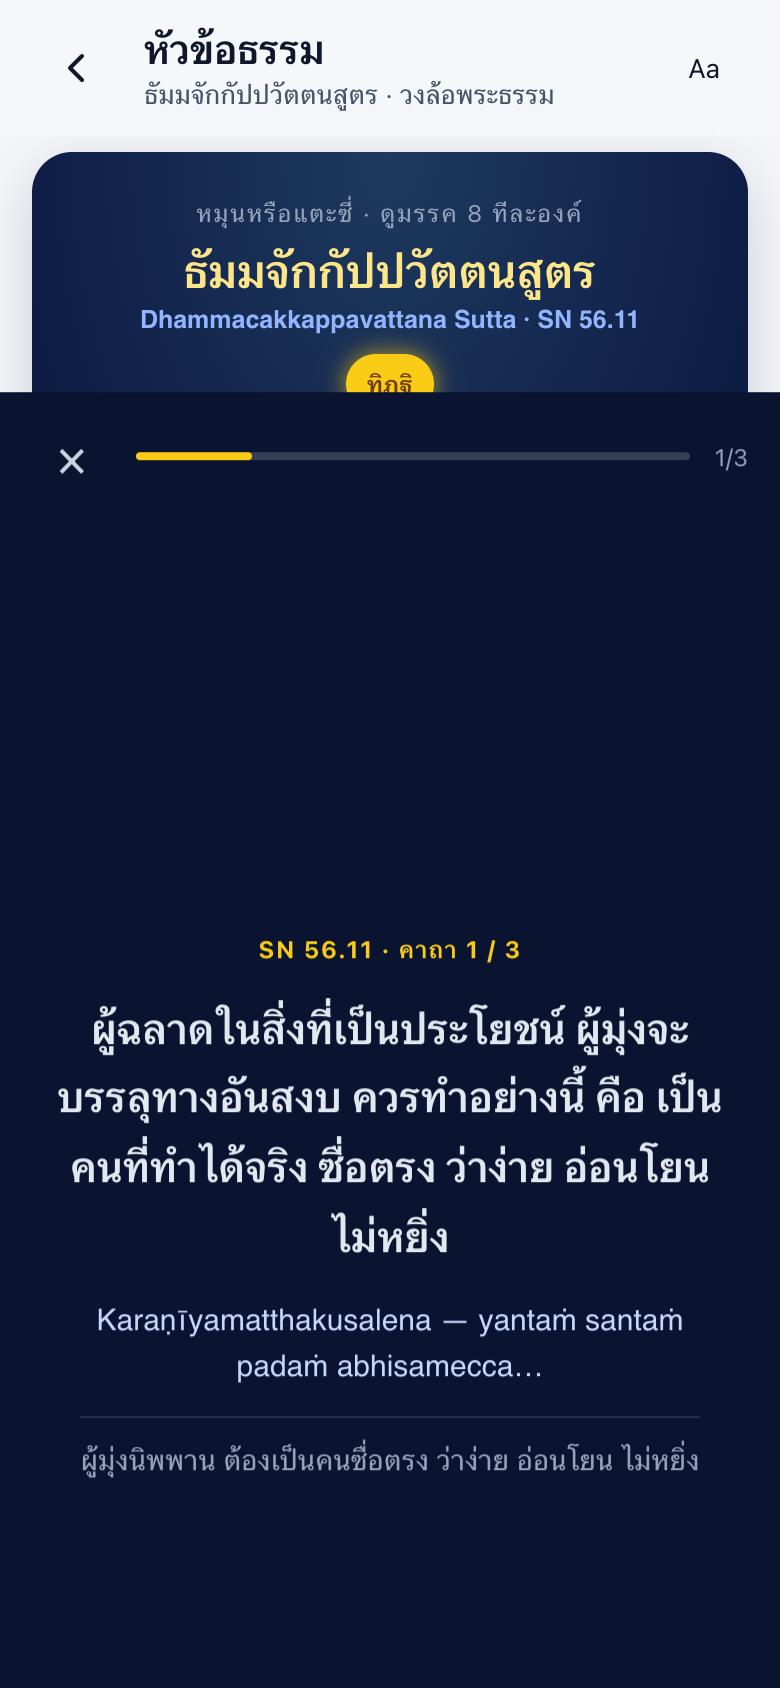 หัวข้อธรรม
ธัมมจักกัปปวัตตนสูตร · วงล้อพระธรรม
Aa
หมุนหรือแตะซี่ · ดูมรรค 8 ทีละองค์
ธัมมจักกัปปวัตตนสูตร
Dhammacakkappavattana Sutta · SN 56.11
ทิฏฐิ
1/3
SN 56.11 · คาถา 1 / 3
ผู้ฉลาดในสิ่งที่เป็นประโยชน์ ผู้มุ่งจะ
บรรลุทางอันสงบ ควรทำอย่างนี้ คือ เป็น
คนที่ทำได้จริง ซื่อตรง ว่าง่าย อ่อนโยน
ไม่หยิ่ง
Karaṇīyamatthakusalena — yantaṁ santaṁ
padaṁ abhisamecca…
ผู้มุ่งนิพพาน ต้องเป็นคนซื่อตรง ว่าง่าย อ่อนโยน ไม่หยิ่ง